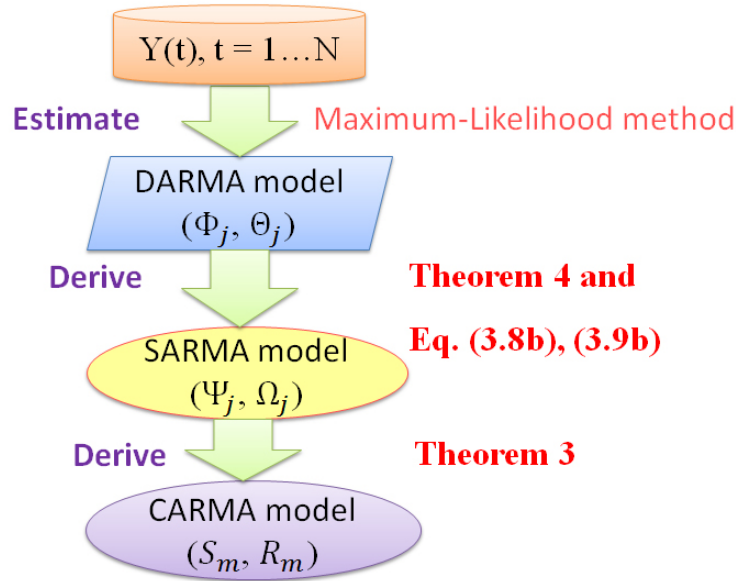 Y(t), t = 1…N
Estimate
Maximum-Likelihood method
DARMA model
(Φ_j, Θ_j)
Derive
Theorem 4 and
Eq. (3.8b), (3.9b)
SARMA model
(Ψ_j, Ω_j)
Derive
Theorem 3
CARMA model
(S_m, R_m)